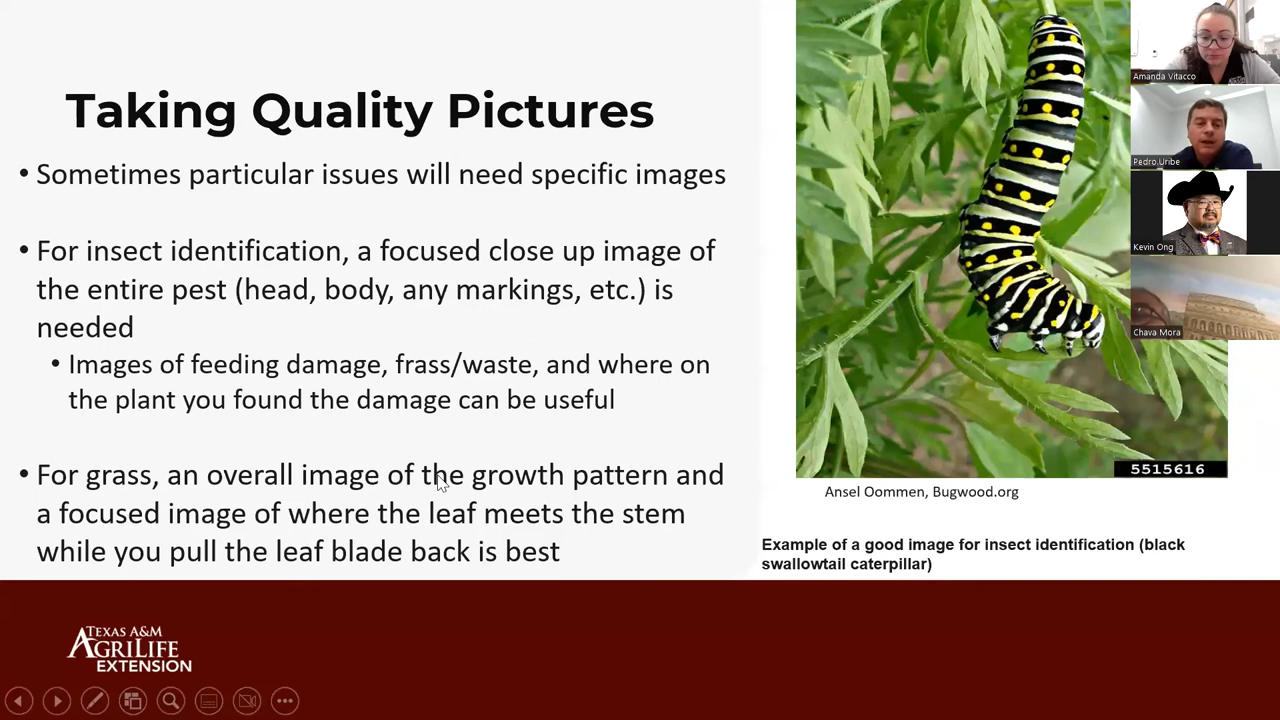 Taking Quality Pictures
• Sometimes particular issues will need specific images
• For insect identification, a focused close up image of
the entire pest (head, body, any markings, etc.) is
needed
• Images of feeding damage, frass/waste, and where on
the plant you found the damage can be useful
• For grass, an overall image of the growth pattern and
a focused image of where the leaf meets the stem
while you pull the leaf blade back is best
5515616
Ansel Oommen, Bugwood.org
Example of a good image for insect identification (black
swallowtail caterpillar)
Amanda Vitacco
Pedro.Uribe
Kevin Ong
Chava Mora
TEXAS A&M
AGRILIFE
EXTENSION